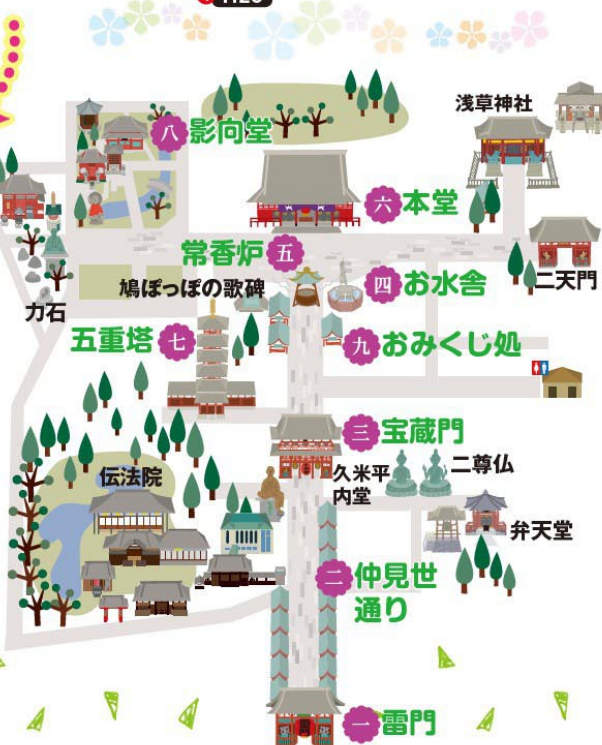 浅草神社
八 影向堂
六 本堂
常香炉 五
二天門
鳩ぽっぽの歌碑
四 お水舎
力石
五重塔 七
九 おみくじ処
三 宝蔵門
伝法院
久米平
内堂
二尊仏
弁天堂
二 仲見世
通り
一 雷門